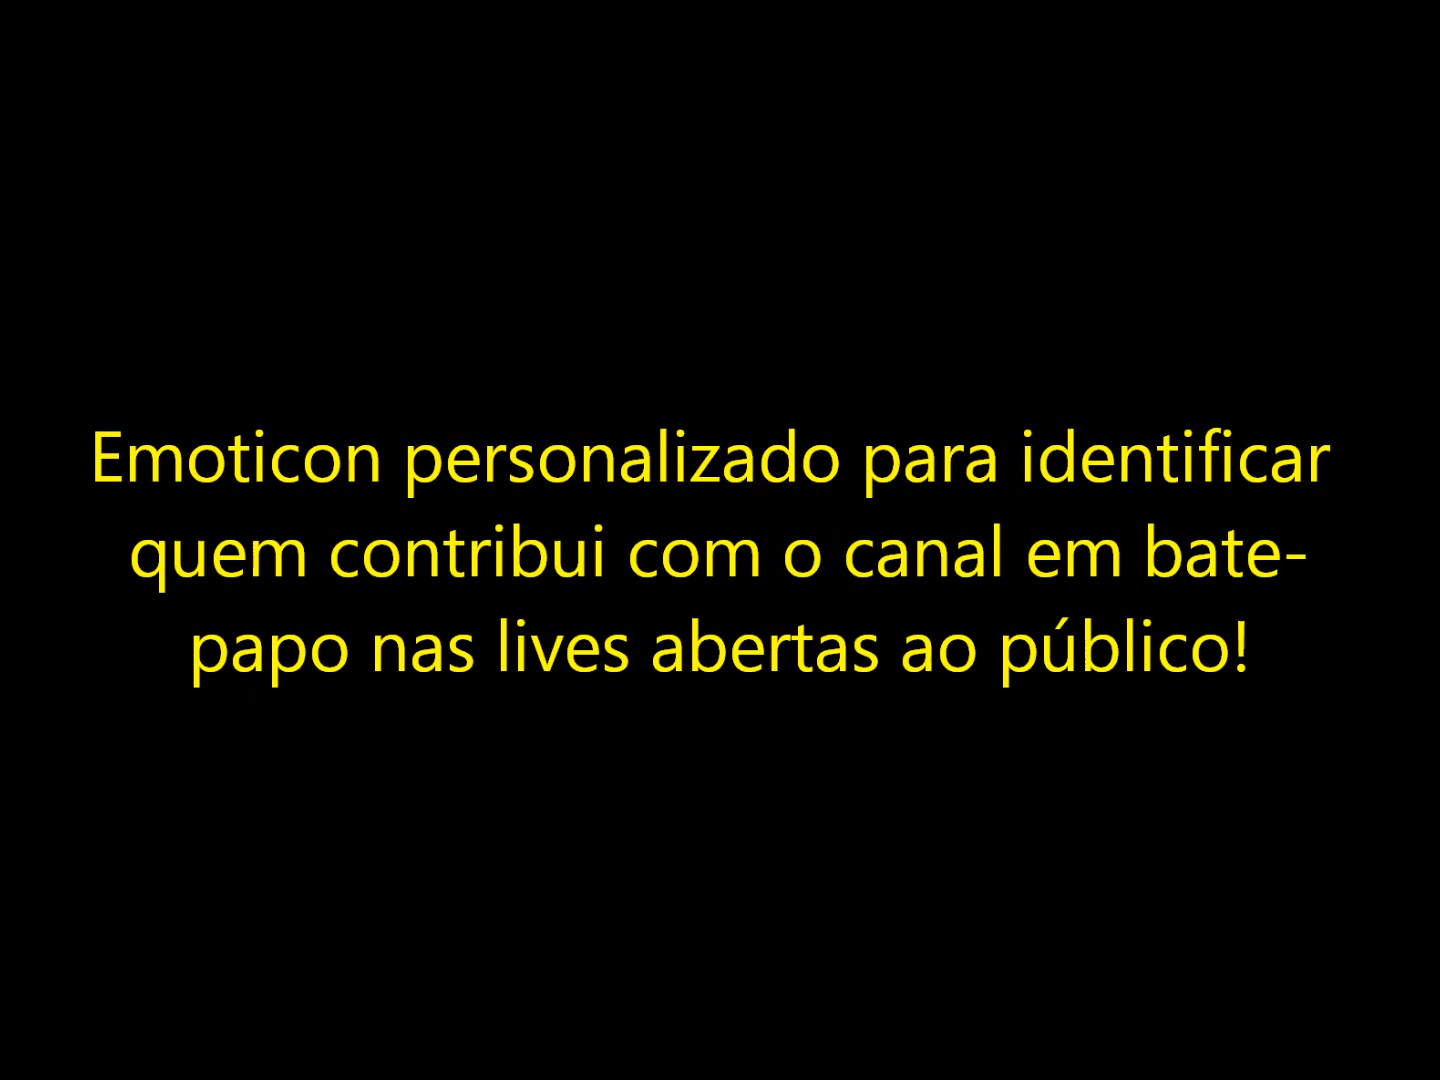 Emoticon personalizado para identificar
quem contribui com o canal em bate-
papo nas lives abertas ao público!